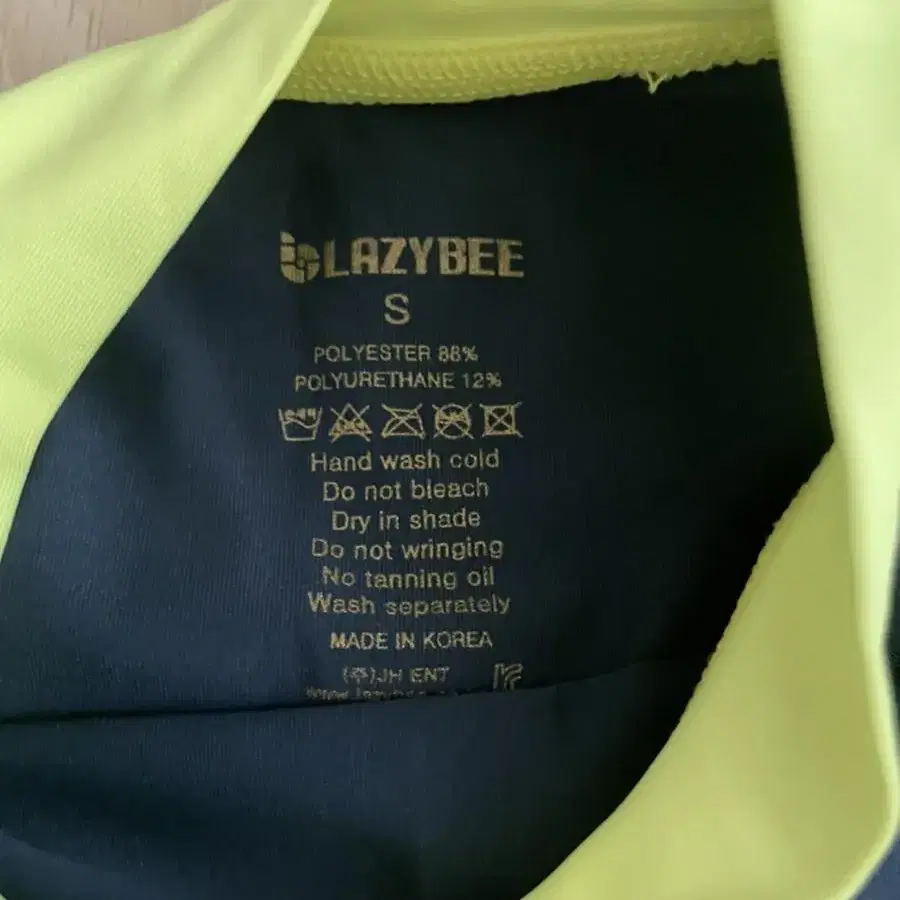 LAZYBEE
S
POLYESTER 88%
POLYURETHANE 12%
Hand wash cold
Do not bleach
Dry in shade
Do not wringing
No tanning oil
Wash separately
MADE IN KOREA
(주)JH ENT